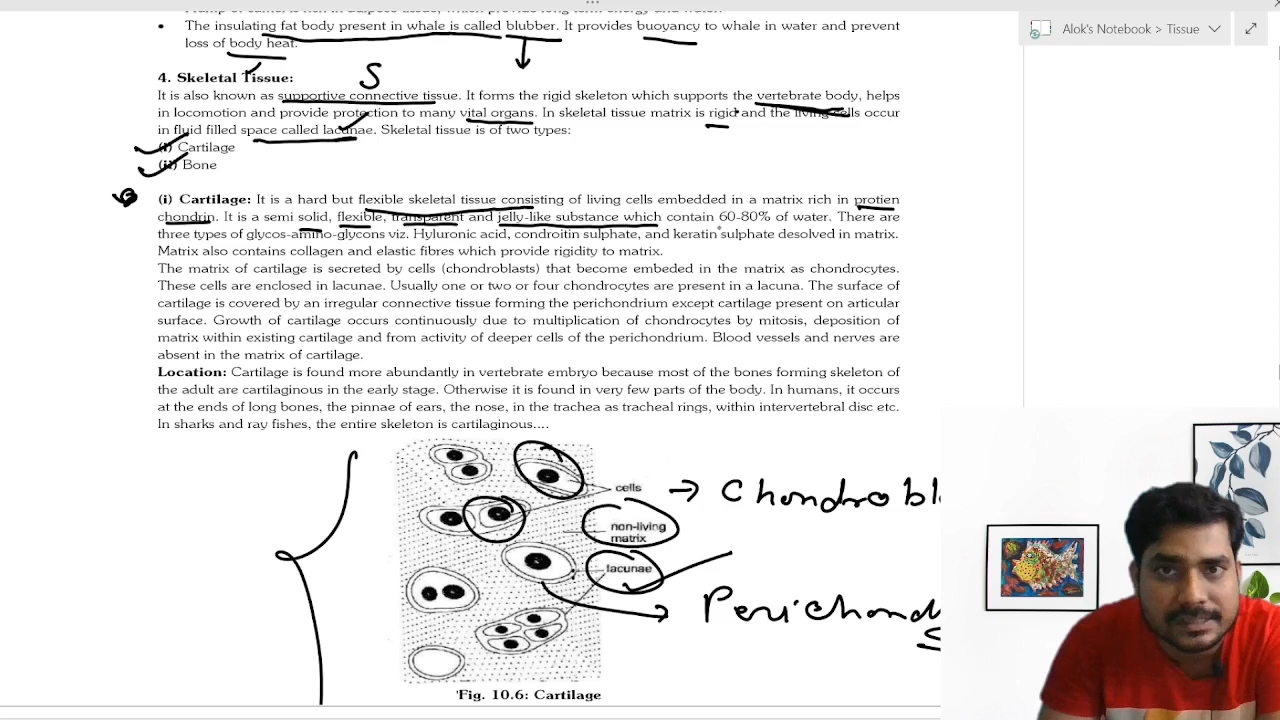 Alok's Notebook > Tissue
• The insulating fat body present in whale is called blubber. It provides buoyancy to whale in water and prevent
loss of body heat.
4. Skeletal Tissue:
S
It is also known as supportive connective tissue. It forms the rigid skeleton which supports the vertebrate body, helps
in locomotion and provide protection to many vital organs. In skeletal tissue matrix is rigid and the living cells occur
in fluid filled space called lacunae. Skeletal tissue is of two types:
(i) Cartilage
(ii) Bone
(i) Cartilage: It is a hard but flexible skeletal tissue consisting of living cells embedded in a matrix rich in protien
chondrin. It is a semi solid, flexible, transparent and jelly-like substance which contain 60-80% of water. There are
three types of glycos-amino-glycons viz. Hyluronic acid, condroitin sulphate, and keratin sulphate desolved in matrix.
Matrix also contains collagen and elastic fibres which provide rigidity to matrix.
The matrix of cartilage is secreted by cells (chondroblasts) that become embeded in the matrix as chondrocytes.
These cells are enclosed in lacunae. Usually one or two or four chondrocytes are present in a lacuna. The surface of
cartilage is covered by an irregular connective tissue forming the perichondrium except cartilage present on articular
surface. Growth of cartilage occurs continuously due to multiplication of chondrocytes by mitosis, deposition of
matrix within existing cartilage and from activity of deeper cells of the perichondrium. Blood vessels and nerves are
absent in the matrix of cartilage.
Location: Cartilage is found more abundantly in vertebrate embryo because most of the bones forming skeleton of
the adult are cartilaginous in the early stage. Otherwise it is found in very few parts of the body. In humans, it occurs
at the ends of long bones, the pinnae of ears, the nose, in the trachea as tracheal rings, within intervertebral disc etc.
In sharks and ray fishes, the entire skeleton is cartilaginous....
cells → Chondrobl
non-living
matrix
lacunae
Perichond
Fig. 10.6: Cartilage